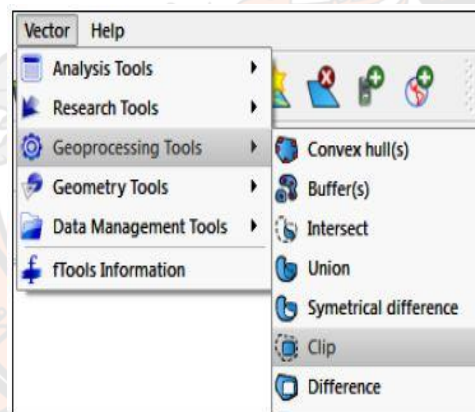 Vector Help
Analysis Tools
Research Tools
Geoprocessing Tools
Geometry Tools
Data Management Tools
fTools Information
Convex hull(s)
Buffer(s)
Intersect
Union
Symetrical difference
Clip
Difference